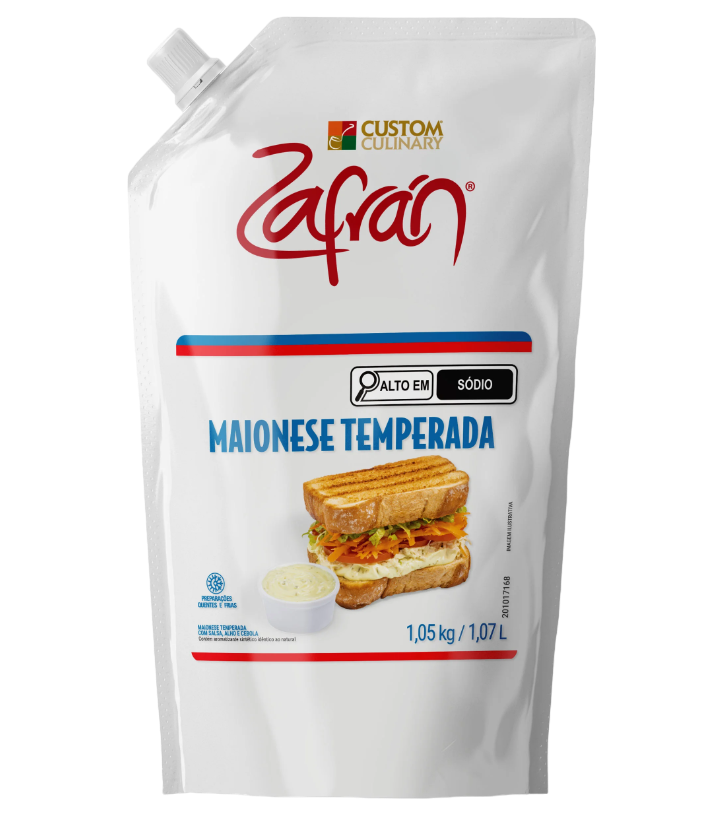 CUSTOM
CULINARY
Zafrán®
ALTO EM
SÓDIO
MAIONESE TEMPERADA
IMAGEM ILUSTRATIVA
201017168
PREPARAÇÕES
QUENTES E FRIAS
MAIONESE TEMPERADA
COM SALSA, ALHO E CEBOLA
Contém aromatizante sintético idêntico ao natural
1,05 kg / 1,07 L